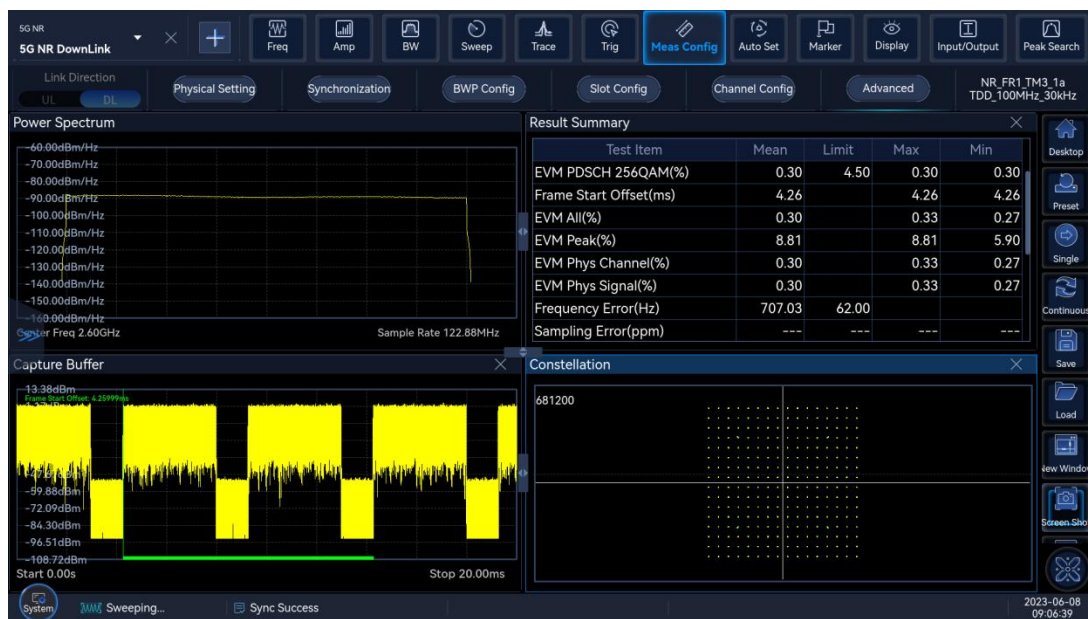 5G NR
5G NR DownLink
Freq
Amp
BW
Sweep
Trace
Trig
Meas Config
Auto Set
Marker
Display
Input/Output
Peak Search
Link Direction
UL DL
Physical Setting
Synchronization
BWP Config
Slot Config
Channel Config
Advanced
NR_FR1_TM3_1a
TDD_100MHz_30kHz
Power Spectrum
-60.00dBm/Hz
-70.00dBm/Hz
-80.00dBm/Hz
-90.00dBm/Hz
-100.00dBm/Hz
-110.00dBm/Hz
-120.00dBm/Hz
-130.00dBm/Hz
-140.00dBm/Hz
-150.00dBm/Hz
-160.00dBm/Hz
Center Freq 2.60GHz
Sample Rate 122.88MHz
Result Summary
Test Item Mean Limit Max Min
EVM PDSCH 256QAM(%) 0.30 4.50 0.30 0.30
Frame Start Offset(ms) 4.26 4.26 4.26
EVM All(%) 0.30 0.33 0.27
EVM Peak(%) 8.81 8.81 5.90
EVM Phys Channel(%) 0.30 0.33 0.27
EVM Phys Signal(%) 0.30 0.33 0.27
Frequency Error(Hz) 707.03 62.00
Sampling Error(ppm) --- --- --- ---
Capture Buffer
13.38dBm
Frame Start Offset: 4.25999ms
-59.88dBm
-72.09dBm
-84.30dBm
-96.51dBm
-108.72dBm
Start 0.00s
Stop 20.00ms
Constellation
681200
Desktop
Preset
Single
Continuous
Save
Load
New Window
Screen Shot
System
Sweeping...
Sync Success
2023-06-08
09:06:39